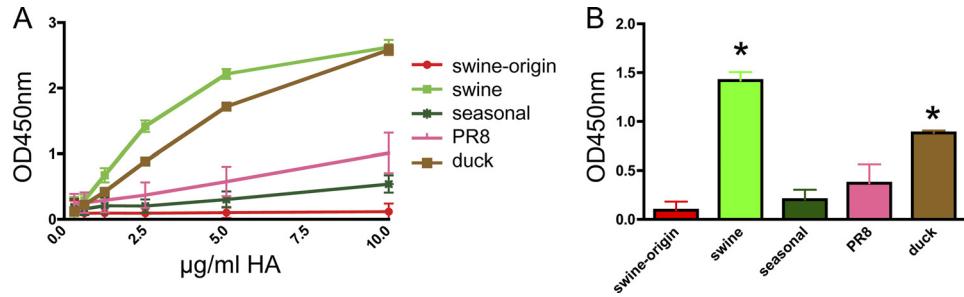 A
OD450nm
3
2
1
0
0.0
2.5
5.0
7.5
10.0
µg/ml HA
swine-origin
swine
seasonal
PR8
duck
B
OD450nm
2.0
1.5
1.0
0.5
0.0
*
*
swine-origin
swine
seasonal
PR8
duck